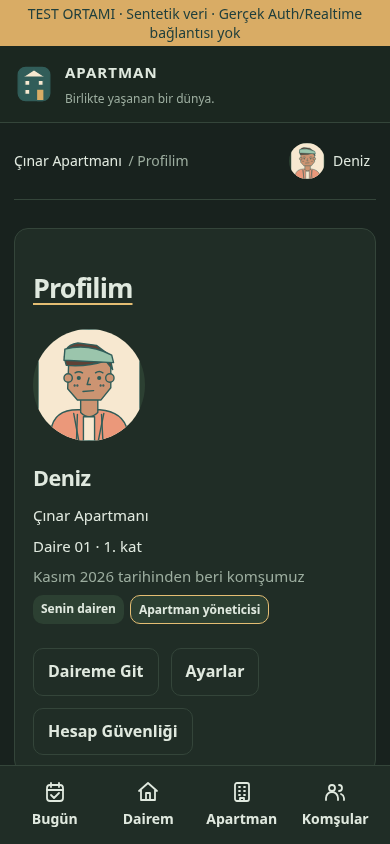 TEST ORTAMI · Sentetik veri · Gerçek Auth/Realtime
bağlantısı yok
APARTMAN
Birlikte yaşanan bir dünya.
Çınar Apartmanı / Profilim
Deniz
Profilim
Deniz
Çınar Apartmanı
Daire 01 · 1. kat
Kasım 2026 tarihinden beri komşumuz
Senin dairen
Apartman yöneticisi
Daireme Git
Ayarlar
Hesap Güvenliği
Bugün
Dairem
Apartman
Komşular